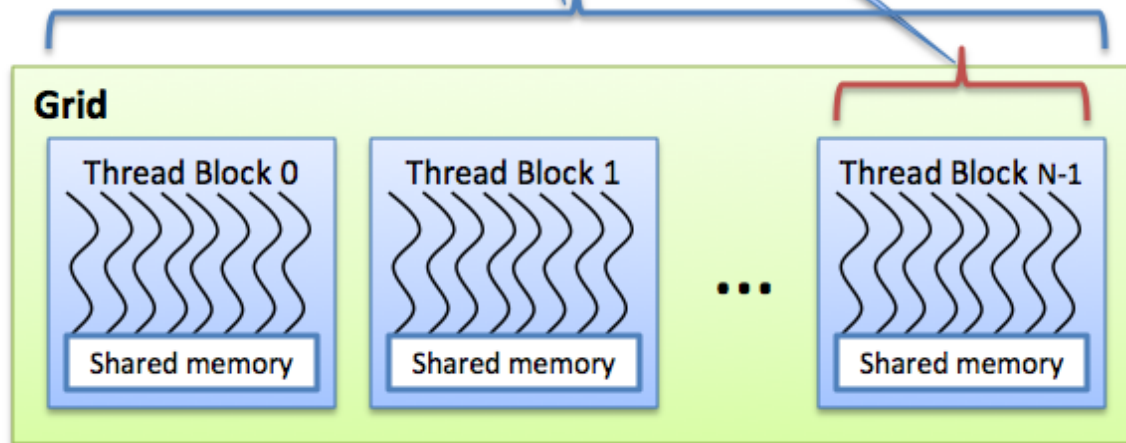 Grid
Thread Block 0
Thread Block 1
Thread Block N-1
...
Shared memory
Shared memory
Shared memory